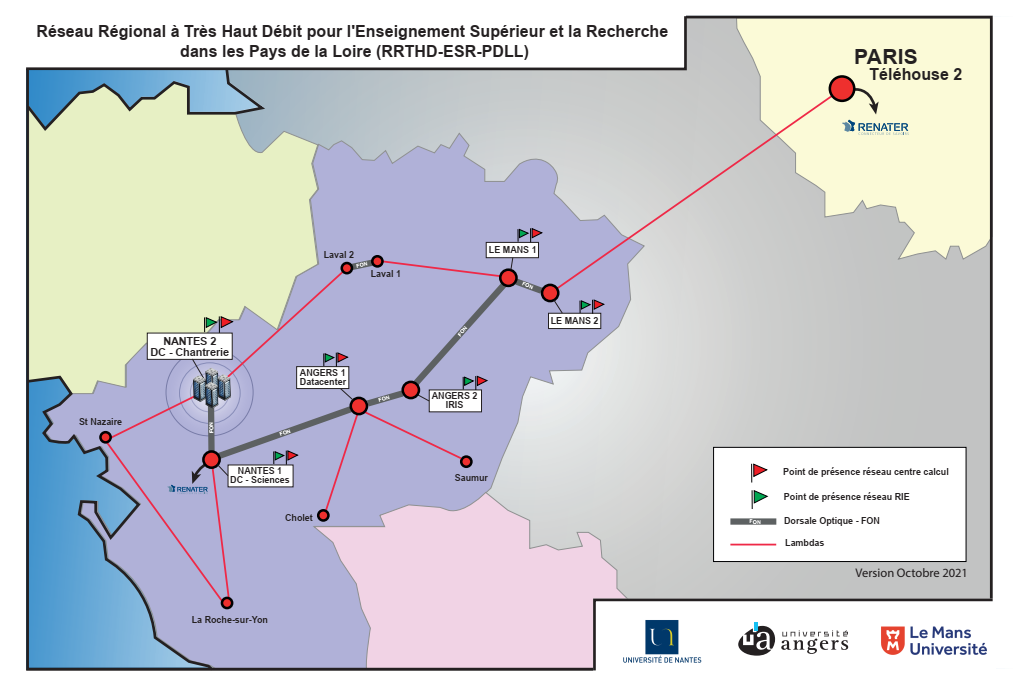 Réseau Régional à Très Haut Débit pour l'Enseignement Supérieur et la Recherche
dans les Pays de la Loire (RRTHD-ESR-PDLL)
PARIS
Téléhouse 2
RENATER
LE MANS 1
Laval 2
FON
Laval 1
FON
LE MANS 2
FON
NANTES 2
DC - Chantrerie
ANGERS 1
Datacenter
FON
ANGERS 2
IRIS
St Nazaire
FON
FON
NANTES 1
DC - Sciences
RENATER
Saumur
Cholet
La Roche-sur-Yon
Point de présence réseau centre calcul
Point de présence réseau RIE
FON
Dorsale Optique - FON
Lambdas
Version Octobre 2021
UNIVERSITÉ DE NANTES
ua
université
angers
Le Mans
Université